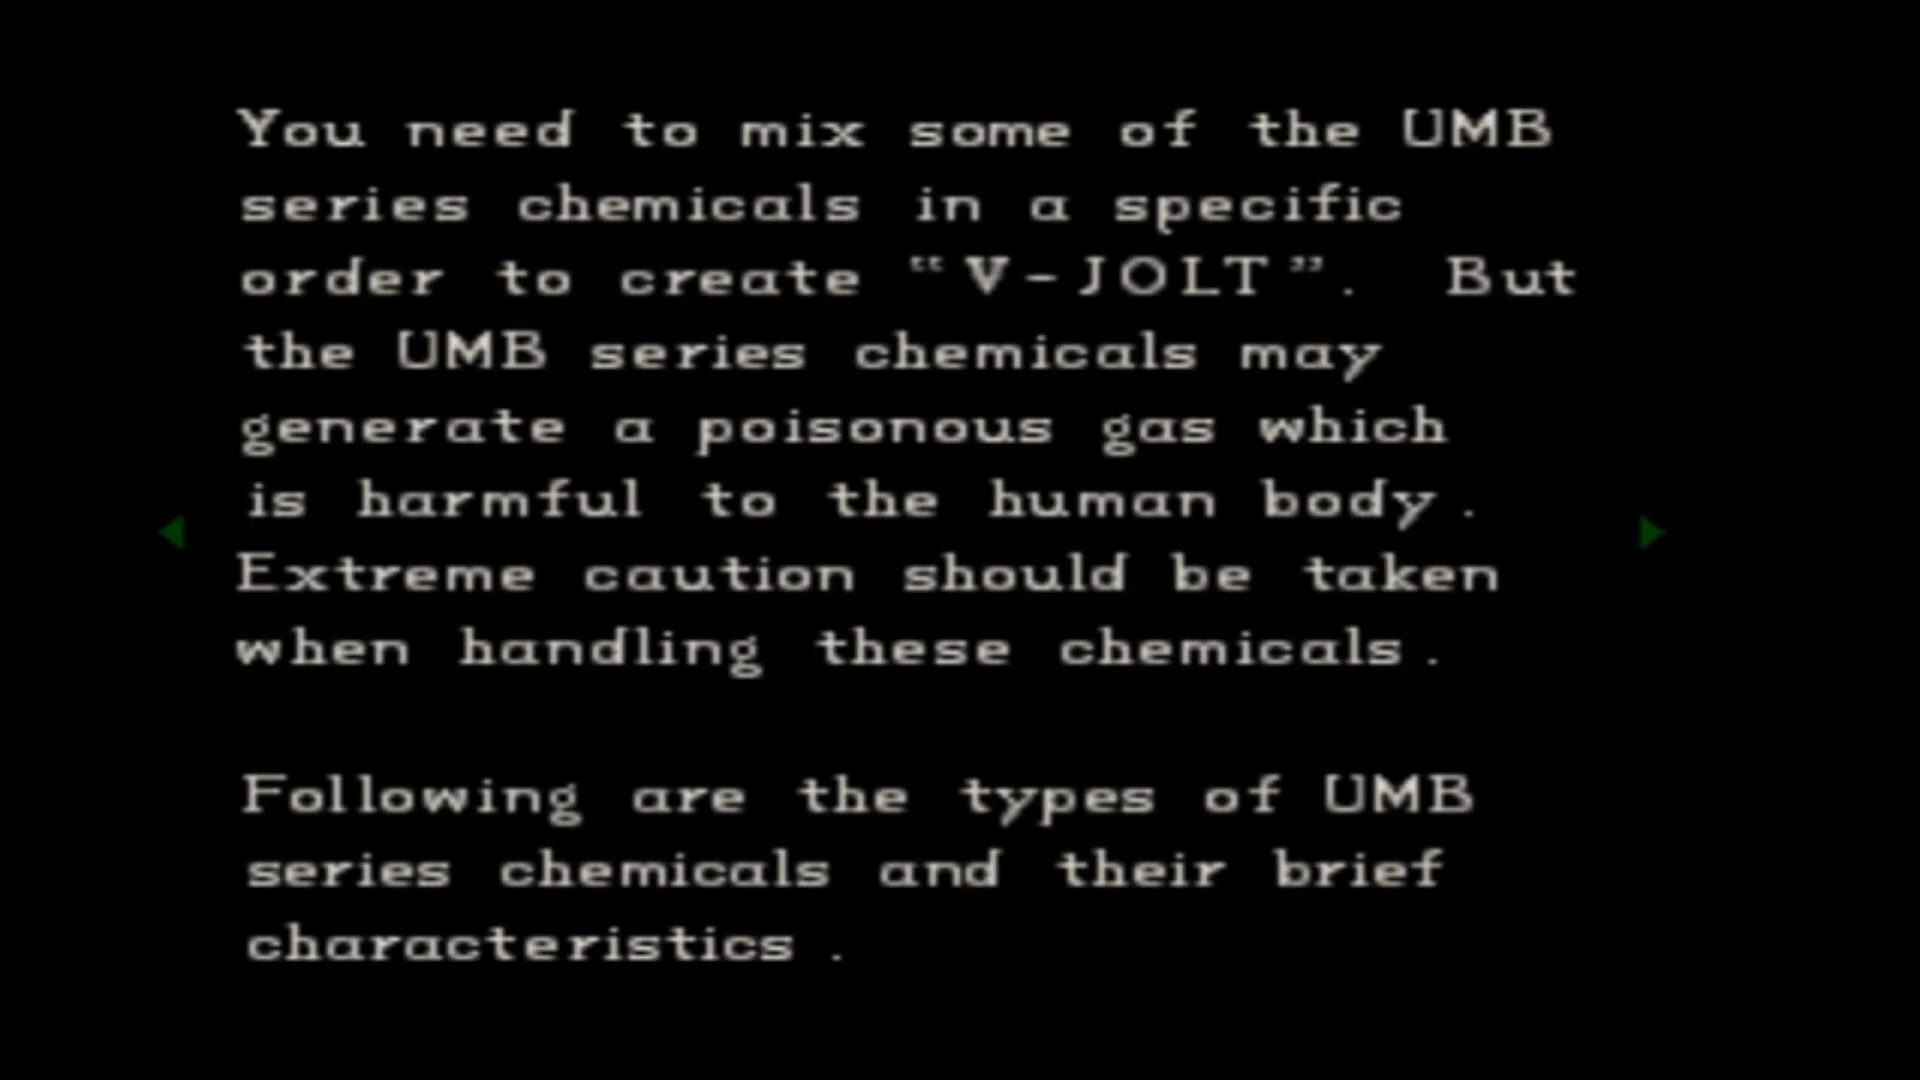 You need to mix some of the UMB
series chemicals in a specific
order to create “V-JOLT”. But
the UMB series chemicals may
generate a poisonous gas which
is harmful to the human body.
Extreme caution should be taken
when handling these chemicals.
Following are the types of UMB
series chemicals and their brief
characteristics.